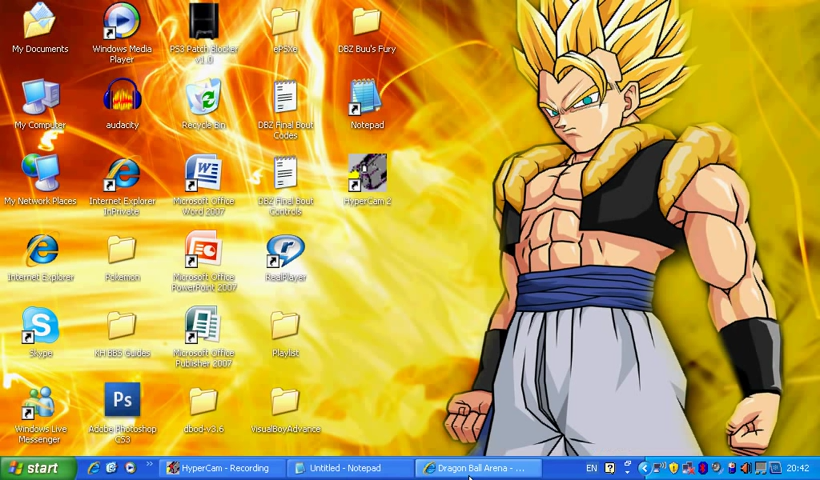 My Documents
Windows Media
Player
PS3 Patch Blocker
v1.0
ePSXe
DBZ Buu's Fury
My Computer
audacity
Recycle Bin
DBZ Final Bout
Codes
Notepad
My Network Places
Internet Explorer
InPrivate
Microsoft Office
Word 2007
DBZ Final Bout
Controls
HyperCam 2
Internet Explorer
Pokemon
Microsoft Office
PowerPoint 2007
RealPlayer
Skype
KH BBS Guides
Microsoft Office
Publisher 2007
Playlist
Windows Live
Messenger
Ps
Adobe Photoshop
CS3
dbod-v3.6
VisualBoyAdvance
start
HyperCam - Recording
Untitled - Notepad
Dragon Ball Arena - ...
EN
20:42